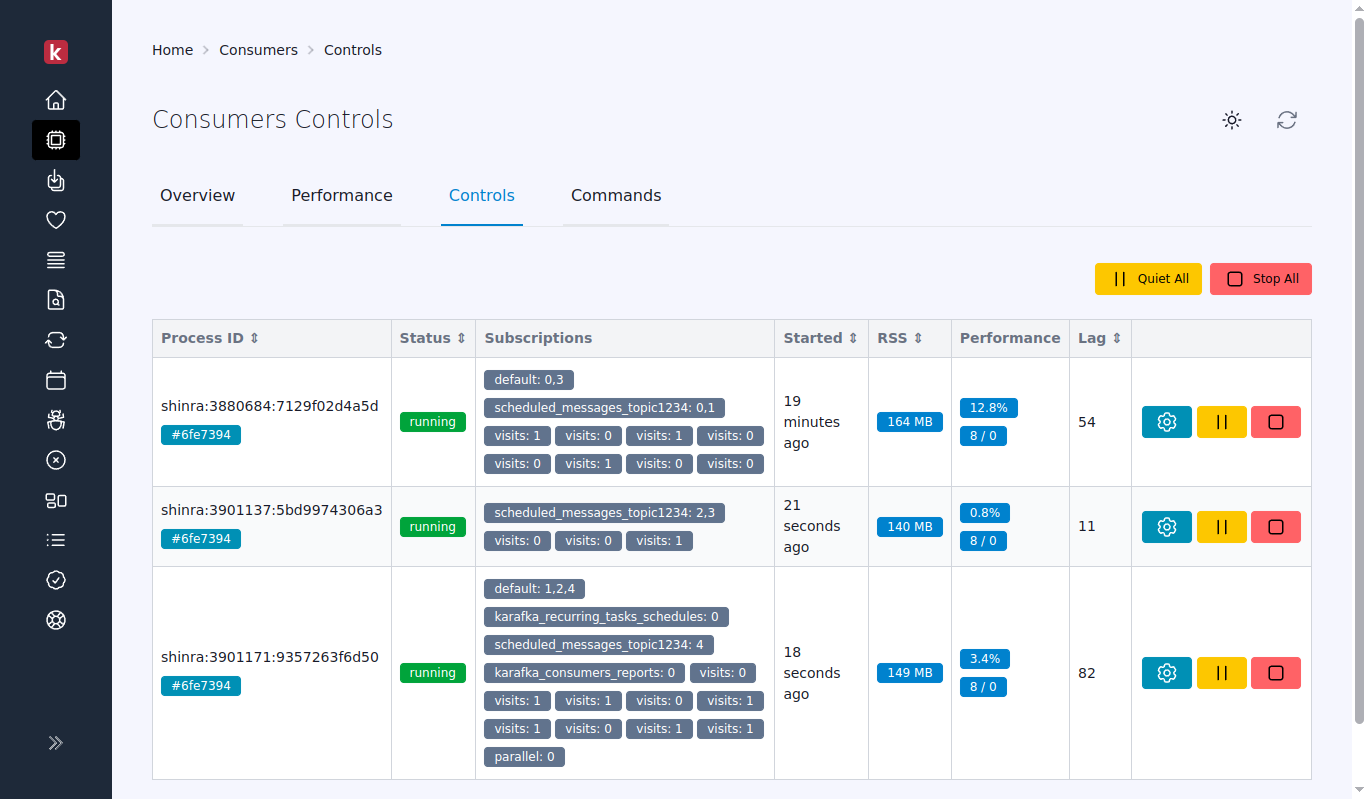 k
Home > Consumers > Controls
Consumers Controls
Overview Performance Controls Commands
Quiet All Stop All
Process ID ⇕ Status ⇕ Subscriptions Started ⇕ RSS ⇕ Performance Lag ⇕
shinra:3880684:7129f02d4a5d
#6fe7394
running
default: 0,3
scheduled_messages_topic1234: 0,1
visits: 1 visits: 0 visits: 1 visits: 0
visits: 0 visits: 1 visits: 0 visits: 0
19
minutes
ago
164 MB
12.8%
8 / 0
54
shinra:3901137:5bd9974306a3
#6fe7394
running
scheduled_messages_topic1234: 2,3
visits: 0 visits: 0 visits: 1
21
seconds
ago
140 MB
0.8%
8 / 0
11
shinra:3901171:9357263f6d50
#6fe7394
running
default: 1,2,4
karafka_recurring_tasks_schedules: 0
scheduled_messages_topic1234: 4
karafka_consumers_reports: 0 visits: 0
visits: 1 visits: 1 visits: 0 visits: 1
visits: 1 visits: 0 visits: 1 visits: 1
parallel: 0
18
seconds
ago
149 MB
3.4%
8 / 0
82